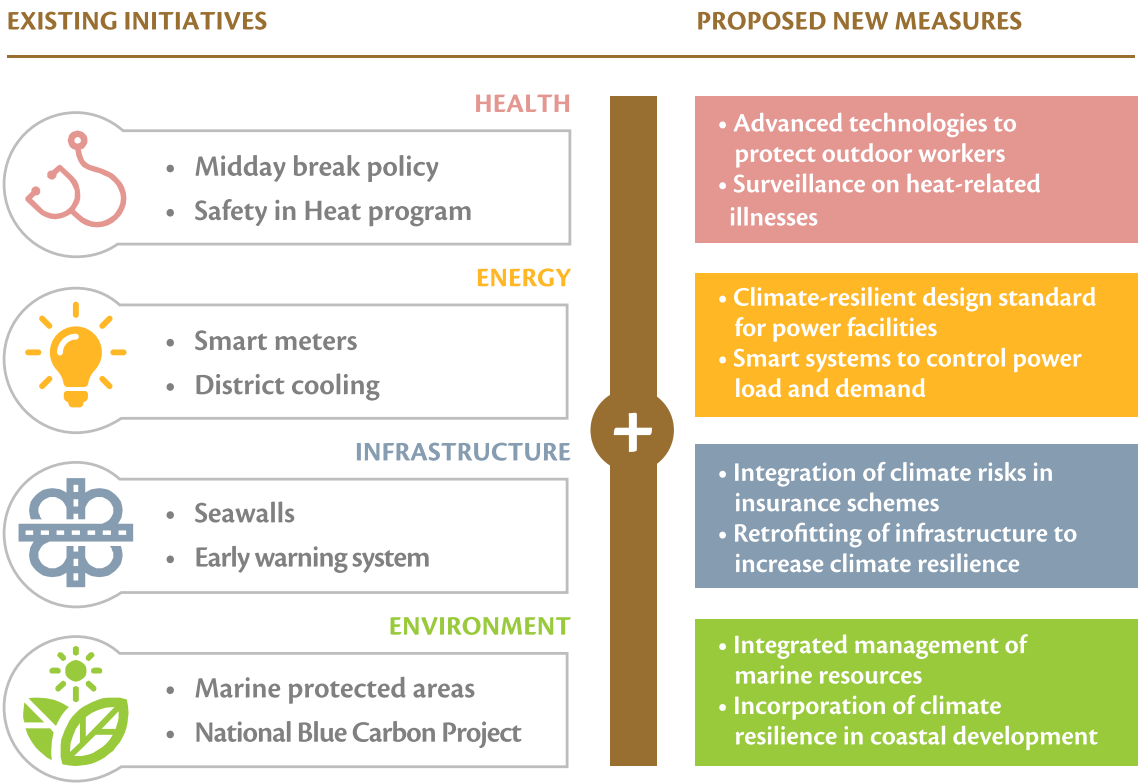 EXISTING INITIATIVES
PROPOSED NEW MEASURES
HEALTH
• Midday break policy
• Safety in Heat program
• Advanced technologies to
protect outdoor workers
• Surveillance on heat-related
illnesses
ENERGY
• Smart meters
• District cooling
• Climate-resilient design standard
for power facilities
• Smart systems to control power
load and demand
+
INFRASTRUCTURE
• Seawalls
• Early warning system
• Integration of climate risks in
insurance schemes
• Retrofitting of infrastructure to
increase climate resilience
ENVIRONMENT
• Marine protected areas
• National Blue Carbon Project
• Integrated management of
marine resources
• Incorporation of climate
resilience in coastal development